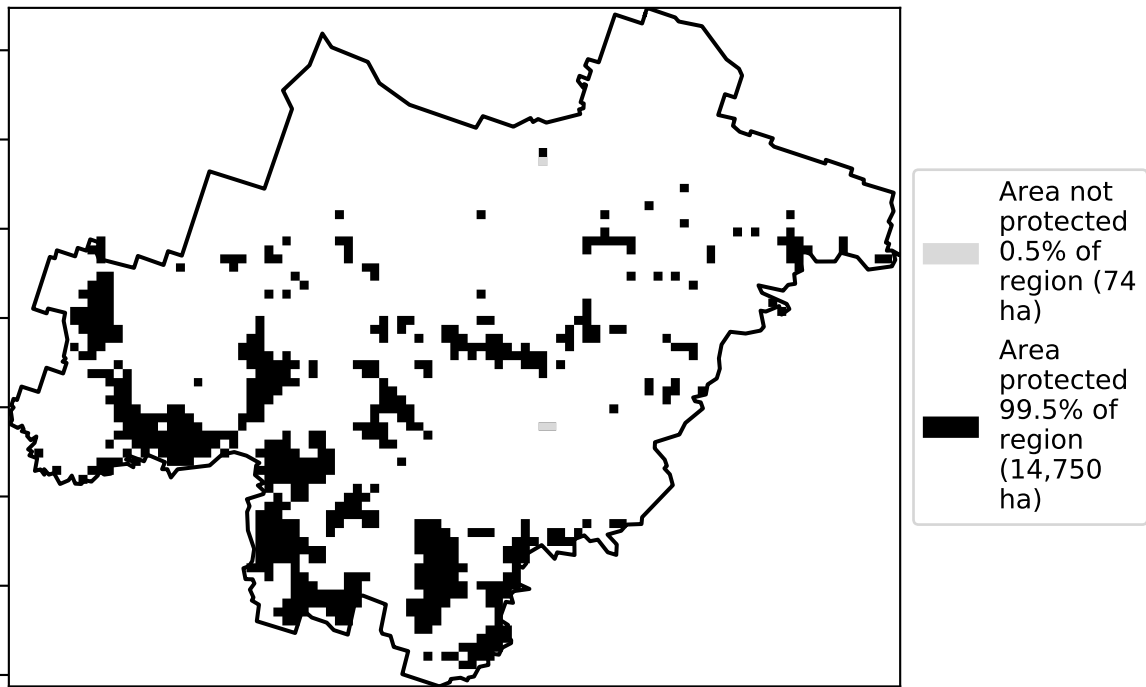 Area not
protected
0.5% of
region (74
ha)
Area
protected
99.5% of
region
(14,750
ha)